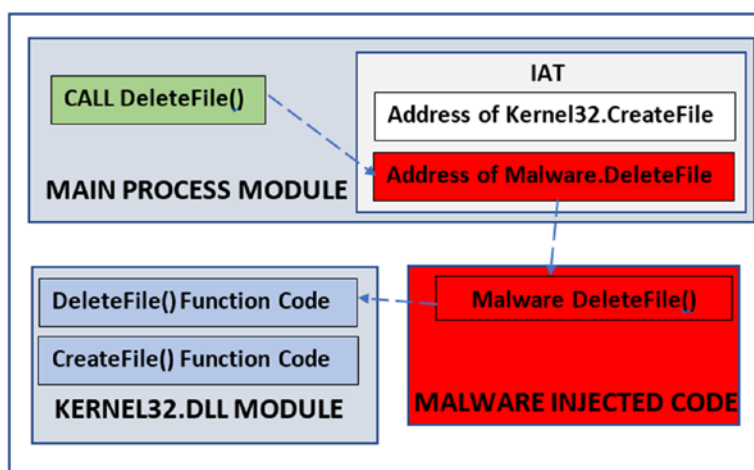 IAT
CALL DeleteFile()
Address of Kernel32.CreateFile
Address of Malware.DeleteFile
MAIN PROCESS MODULE
DeleteFile() Function Code
Malware DeleteFile()
CreateFile() Function Code
KERNEL32.DLL MODULE
MALWARE INJECTED CODE